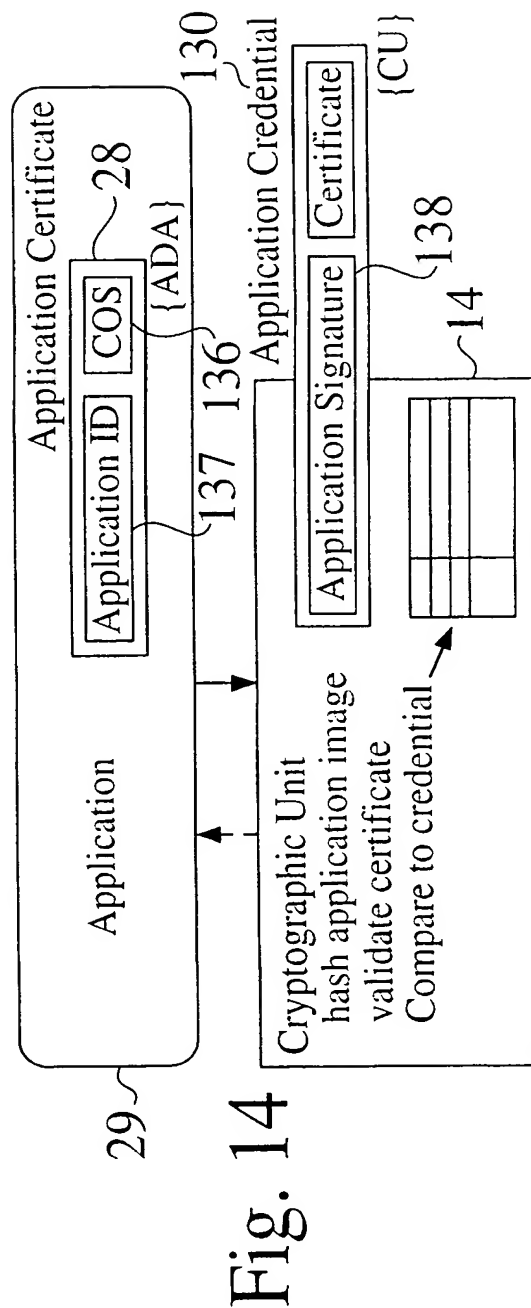 29
Application
Application Certificate
Application ID
COS
28
137
136
{ADA}
Cryptographic Unit
hash application image
validate certificate
Compare to credential
Application Credential
130
Application Signature
Certificate
{CU}
138
14
Fig. 14